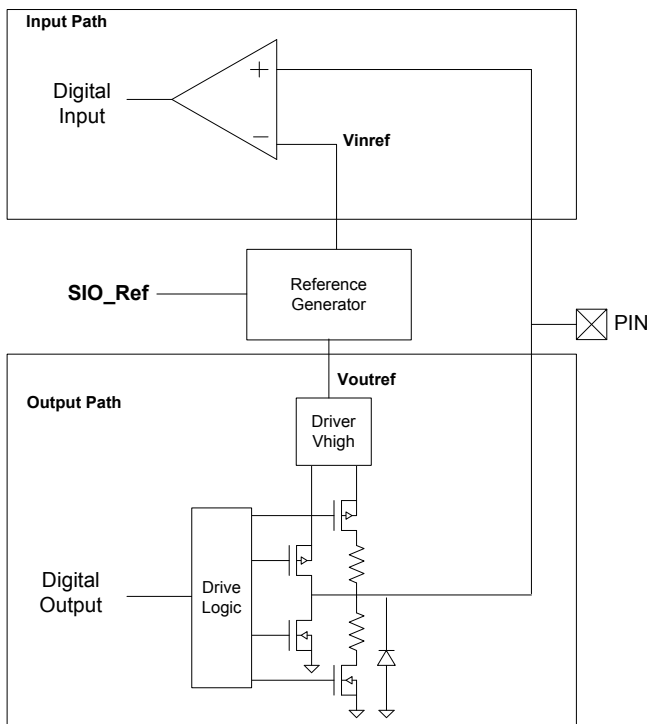 Input Path
+
Digital
Input
−
Vinref
SIO_Ref
Reference
Generator
PIN
Voutref
Output Path
Driver
Vhigh
Drive
Logic
Digital
Output